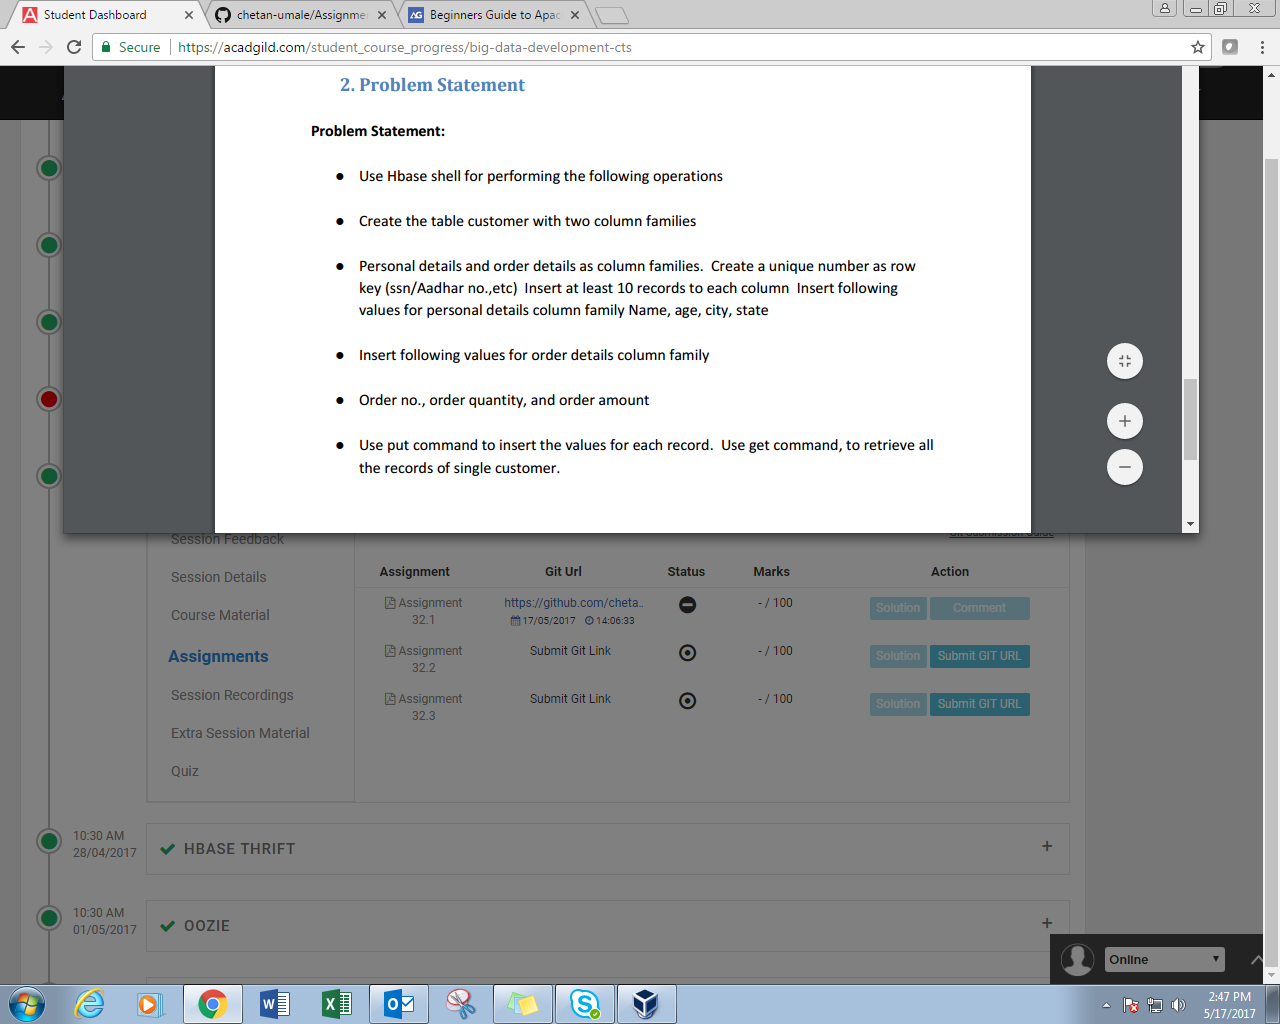 Student Dashboard
chetan-umale/Assignme
Beginners Guide to Apac
Secure
https://acadgild.com/student_course_progress/big-data-development-cts
2. Problem Statement
Problem Statement:
● Use Hbase shell for performing the following operations
● Create the table customer with two column families
● Personal details and order details as column families. Create a unique number as row
key (ssn/Aadhar no.,etc) Insert at least 10 records to each column Insert following
values for personal details column family Name, age, city, state
● Insert following values for order details column family
● Order no., order quantity, and order amount
● Use put command to insert the values for each record. Use get command, to retrieve all
the records of single customer.
Session Feedback
Session Details
Course Material
Assignments
Session Recordings
Extra Session Material
Quiz
Assignment Git Url Status Marks Action
Assignment https://github.com/cheta.. - / 100 Solution Comment
32.1 17/05/2017 14:06:33
Assignment Submit Git Link - / 100 Solution Submit GIT URL
32.2
Assignment Submit Git Link - / 100 Solution Submit GIT URL
32.3
10:30 AM
28/04/2017
HBASE THRIFT +
10:30 AM
01/05/2017
OOZIE +
Online
2:47 PM
5/17/2017